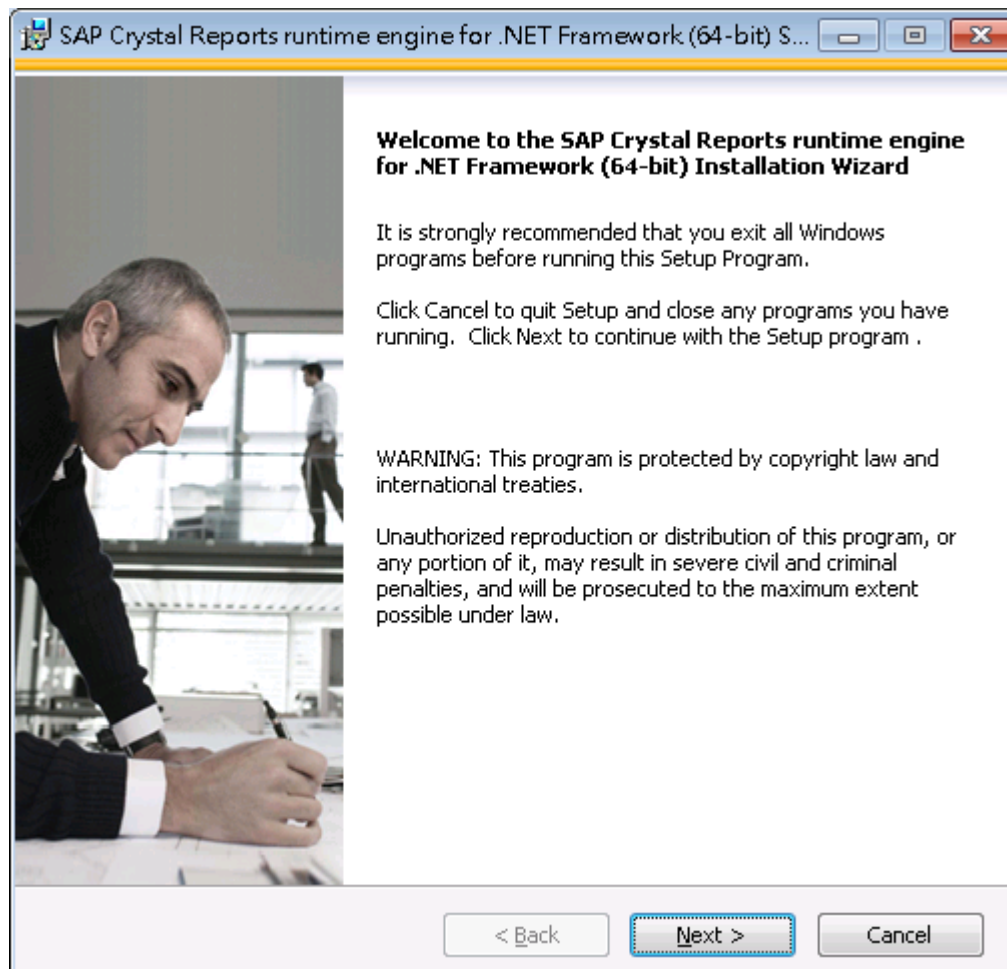 SAP Crystal Reports runtime engine for .NET Framework (64-bit) S...
Welcome to the SAP Crystal Reports runtime engine
for .NET Framework (64-bit) Installation Wizard
It is strongly recommended that you exit all Windows
programs before running this Setup Program.
Click Cancel to quit Setup and close any programs you have
running.  Click Next to continue with the Setup program .
WARNING: This program is protected by copyright law and
international treaties.
Unauthorized reproduction or distribution of this program, or
any portion of it, may result in severe civil and criminal
penalties, and will be prosecuted to the maximum extent
possible under law.
< Back
Next >
Cancel